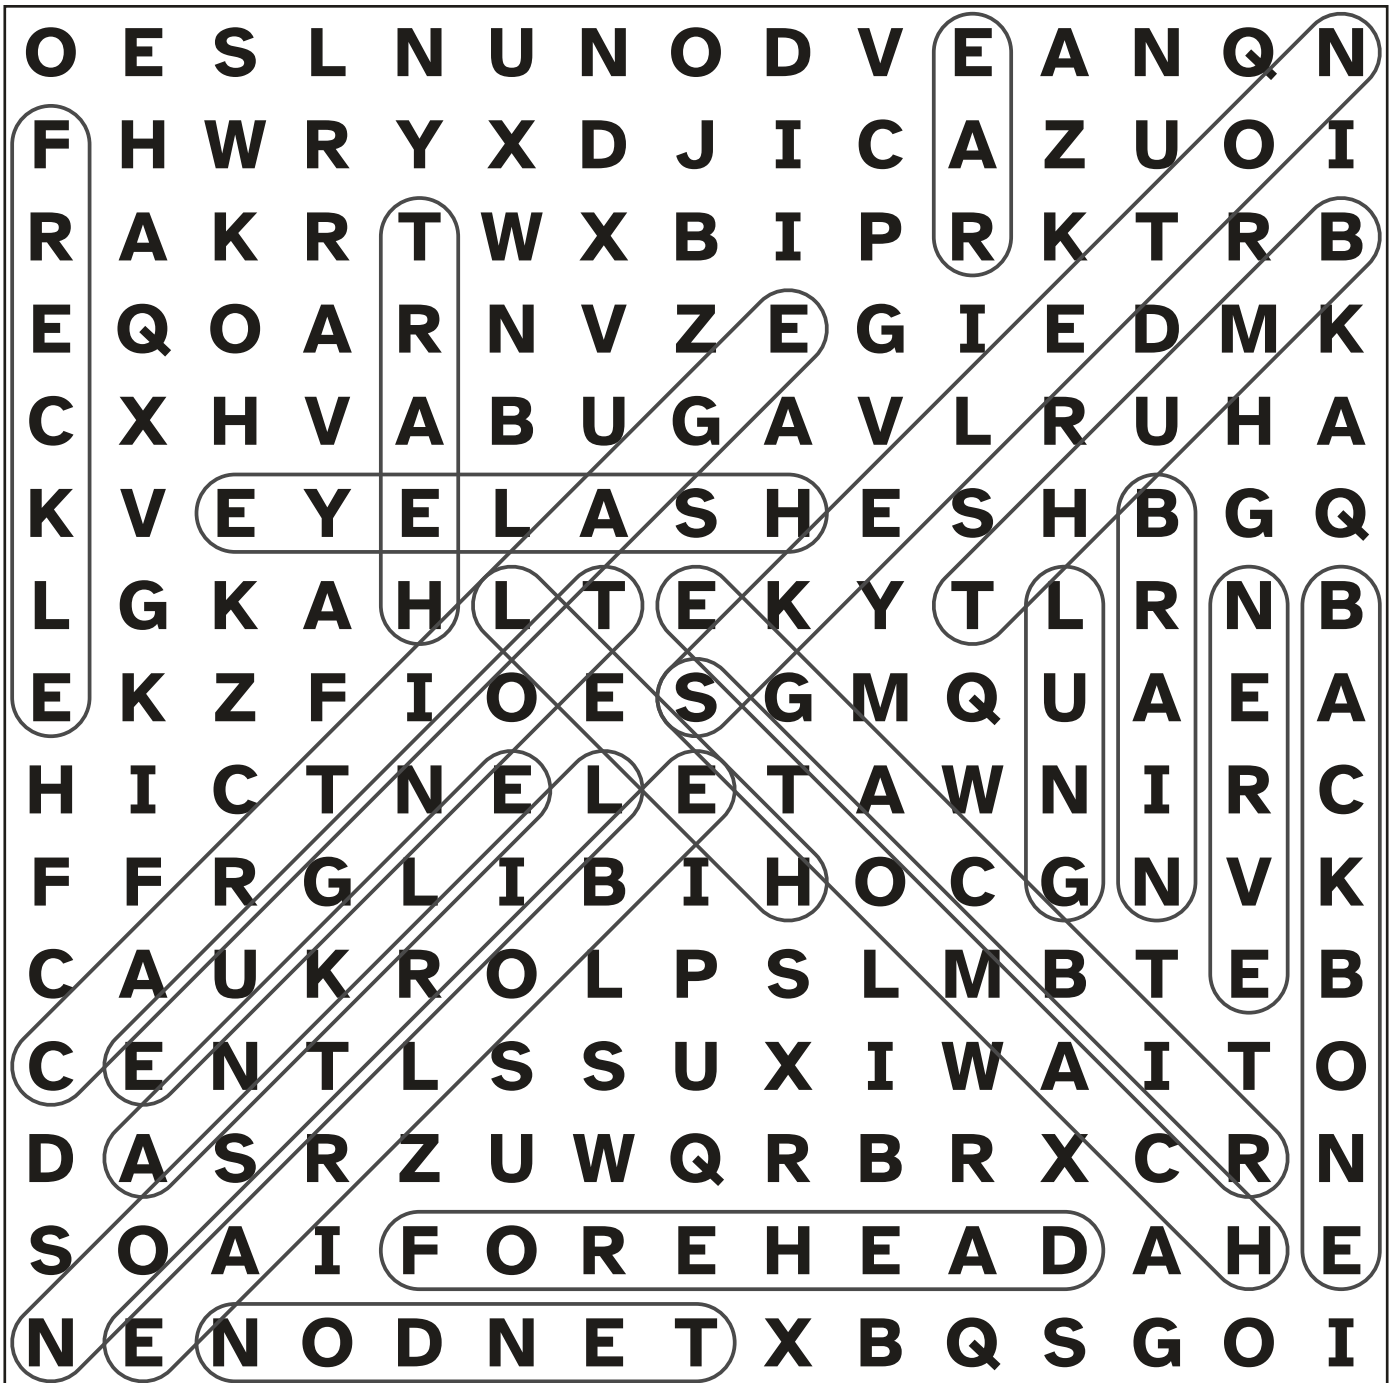 O E S L N U N O D V E A N Q N
F H W R Y X D J I C A Z U O I
R A K R T W X B I P R K T R B
E Q O A R N V Z E G I E D M K
C X H V A B U G A V L R U H A
K V E Y E L A S H E S H B G Q
L G K A H L T E K Y T L R N B
E K Z F I O E S G M Q U A E A
H I C T N E L E T A W N I R C
F F R G L I B I H O C G N V K
C A U K R O L P S L M B T E B
C E N T L S S U X I W A I T O
D A S R Z U W Q R B R X C R N
S O A I F O R E H E A D A H E
N E N O D N E T X B Q S G O I